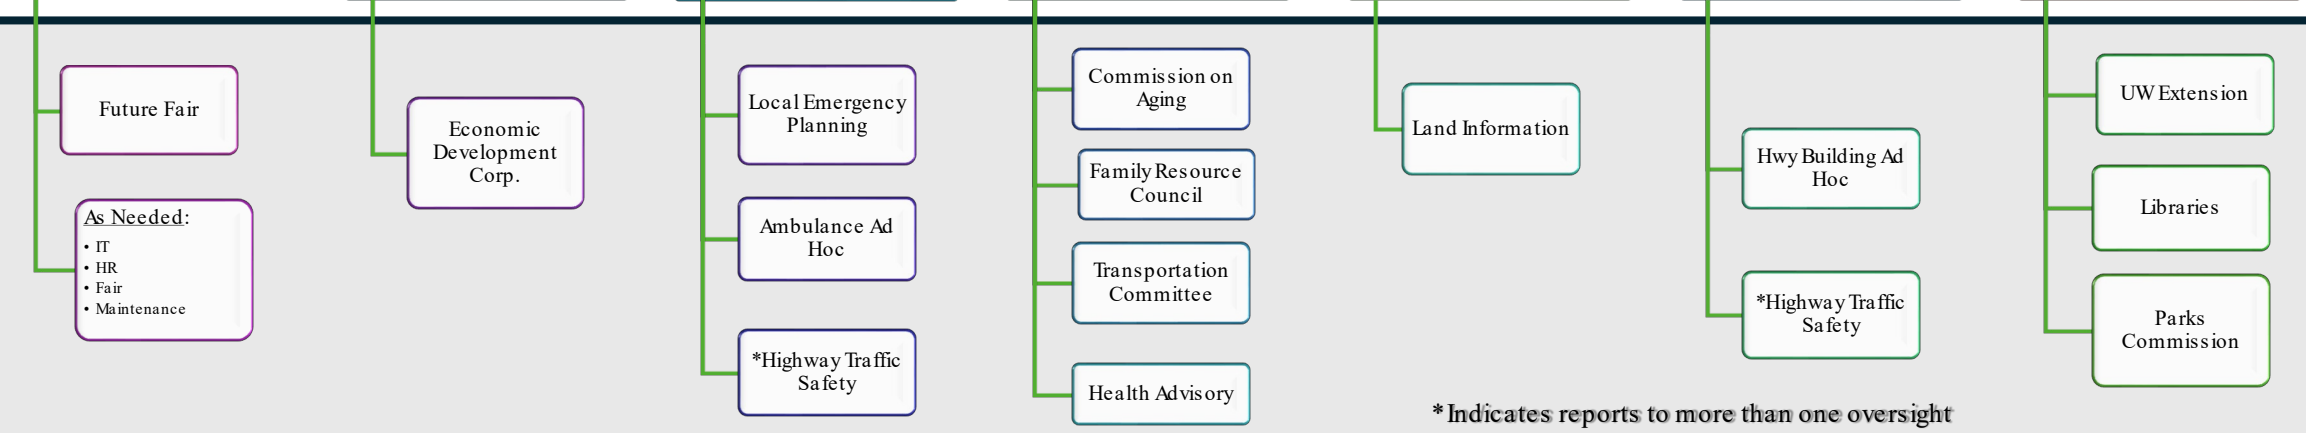 Future Fair
As Needed:
• IT
• HR
• Fair
• Maintenance
Economic
Development
Corp.
Local Emergency
Planning
Ambulance Ad
Hoc
*Highway Traffic
Safety
Commission on
Aging
Family Resource
Council
Transportation
Committee
Health Advisory
Land Information
Hwy Building Ad
Hoc
*Highway Traffic
Safety
UW Extension
Libraries
Parks
Commission
*Indicates reports to more than one oversight